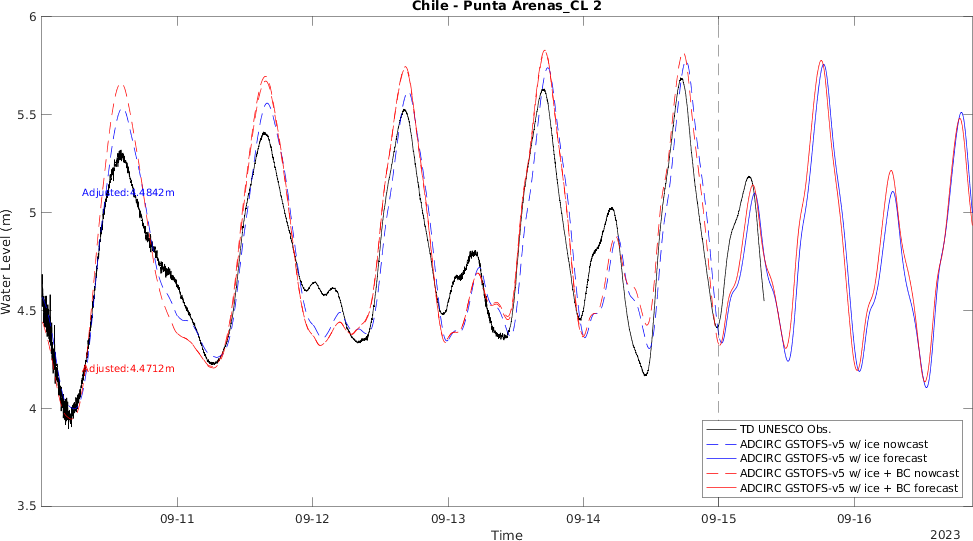 Chile - Punta Arenas_CL 2
Water Level (m)
6
5.5
5
4.5
4
3.5
Adjusted:4.4842m
Adjusted:4.4712m
TD UNESCO Obs.
ADCIRC GSTOFS-v5 w/ ice nowcast
ADCIRC GSTOFS-v5 w/ ice forecast
ADCIRC GSTOFS-v5 w/ ice + BC nowcast
ADCIRC GSTOFS-v5 w/ ice + BC forecast
09-11 09-12 09-13 09-14 09-15 09-16
Time
2023